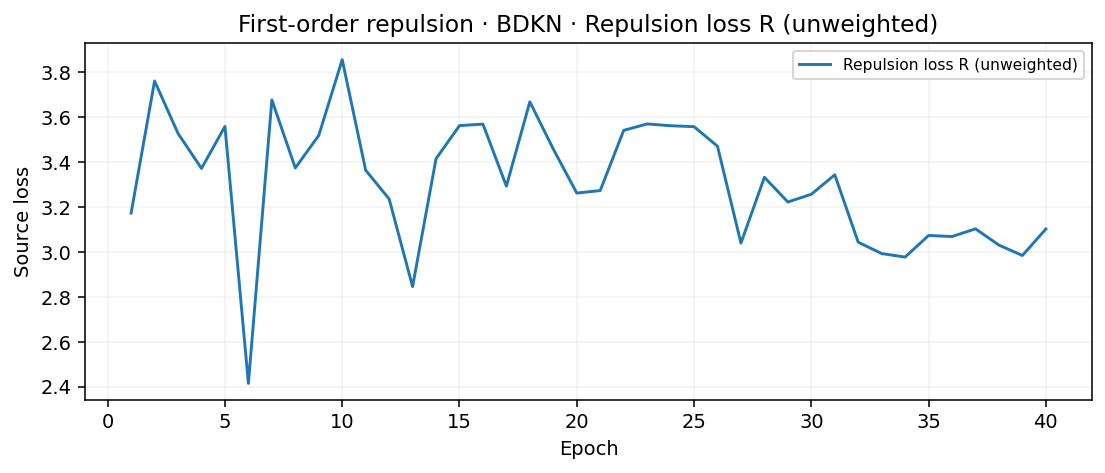 First-order repulsion · BDKN · Repulsion loss R (unweighted)
Repulsion loss R (unweighted)
Source loss
3.8
3.6
3.4
3.2
3.0
2.8
2.6
2.4
0 5 10 15 20 25 30 35 40
Epoch